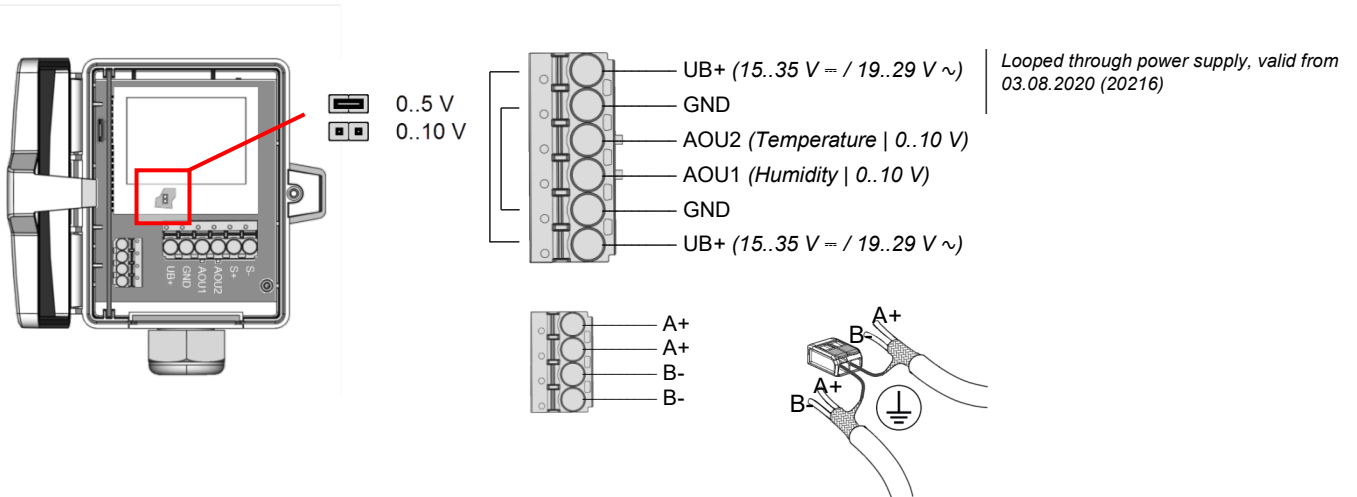 0..5 V
0..10 V
UB+ (15..35 V ⎓ / 19..29 V ~)
GND
AOU2 (Temperature | 0..10 V)
AOU1 (Humidity | 0..10 V)
GND
UB+ (15..35 V ⎓ / 19..29 V ~)
Looped through power supply, valid from
03.08.2020 (20216)
UB+
GND
AOU1
AOU2
S+
S-
A+
A+
B-
B-
A+
B-
A+
B-